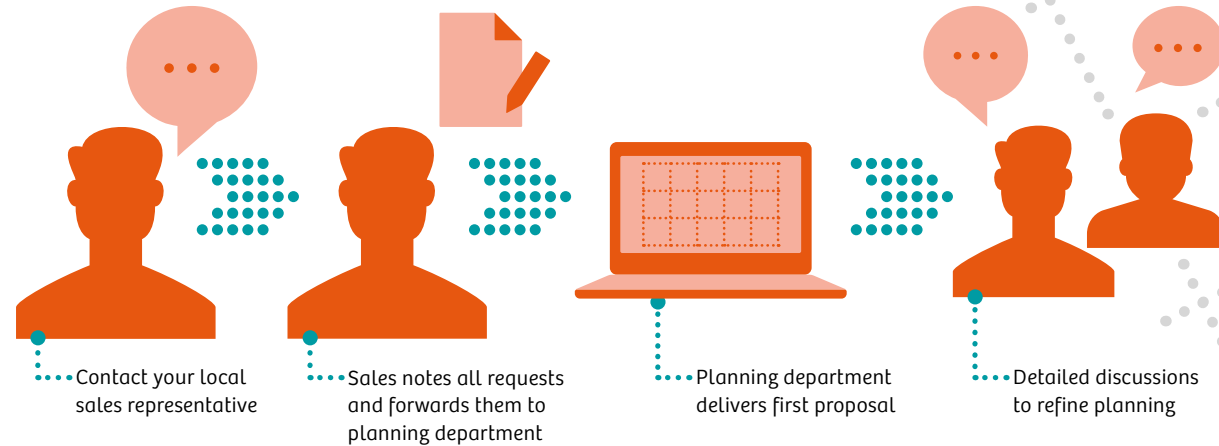 Contact your local
sales representative
Sales notes all requests
and forwards them to
planning department
Planning department
delivers first proposal
Detailed discussions
to refine planning